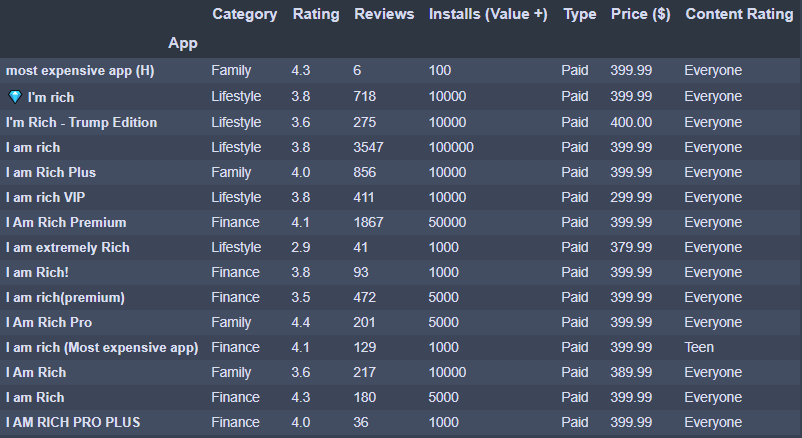 Category Rating Reviews Installs (Value +) Type Price ($) Content Rating
App
most expensive app (H) Family 4.3 6 100 Paid 399.99 Everyone
💎 I'm rich Lifestyle 3.8 718 10000 Paid 399.99 Everyone
I'm Rich - Trump Edition Lifestyle 3.6 275 10000 Paid 400.00 Everyone
I am rich Lifestyle 3.8 3547 100000 Paid 399.99 Everyone
I am Rich Plus Family 4.0 856 10000 Paid 399.99 Everyone
I am rich VIP Lifestyle 3.8 411 10000 Paid 299.99 Everyone
I Am Rich Premium Finance 4.1 1867 50000 Paid 399.99 Everyone
I am extremely Rich Lifestyle 2.9 41 1000 Paid 379.99 Everyone
I am Rich! Finance 3.8 93 1000 Paid 399.99 Everyone
I am rich(premium) Finance 3.5 472 5000 Paid 399.99 Everyone
I Am Rich Pro Family 4.4 201 5000 Paid 399.99 Everyone
I am rich (Most expensive app) Finance 4.1 129 1000 Paid 399.99 Teen
I Am Rich Family 3.6 217 10000 Paid 389.99 Everyone
I am Rich Finance 4.3 180 5000 Paid 399.99 Everyone
I AM RICH PRO PLUS Finance 4.0 36 1000 Paid 399.99 Everyone